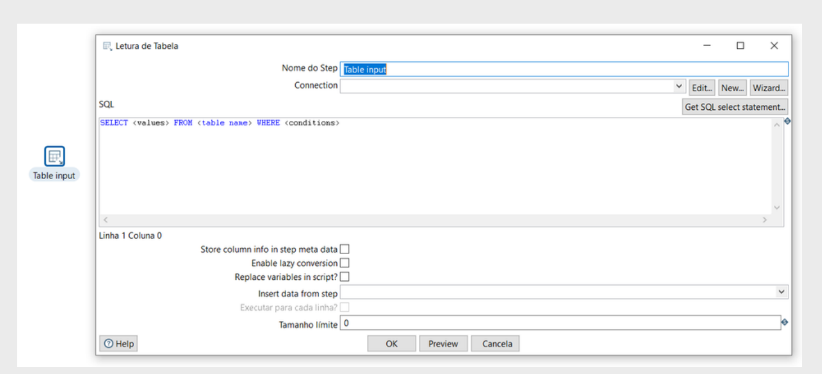 Letura de Tabela
Nome do Step Table input
Connection
Edit... New... Wizard...
SQL
Get SQL select statement...
SELECT <values> FROM <table name> WHERE <conditions>
Table input
Linha 1 Coluna 0
Store column info in step meta data
Enable lazy conversion
Replace variables in script?
Insert data from step
Executar para cada linha?
Tamanho límite 0
Help OK Preview Cancela